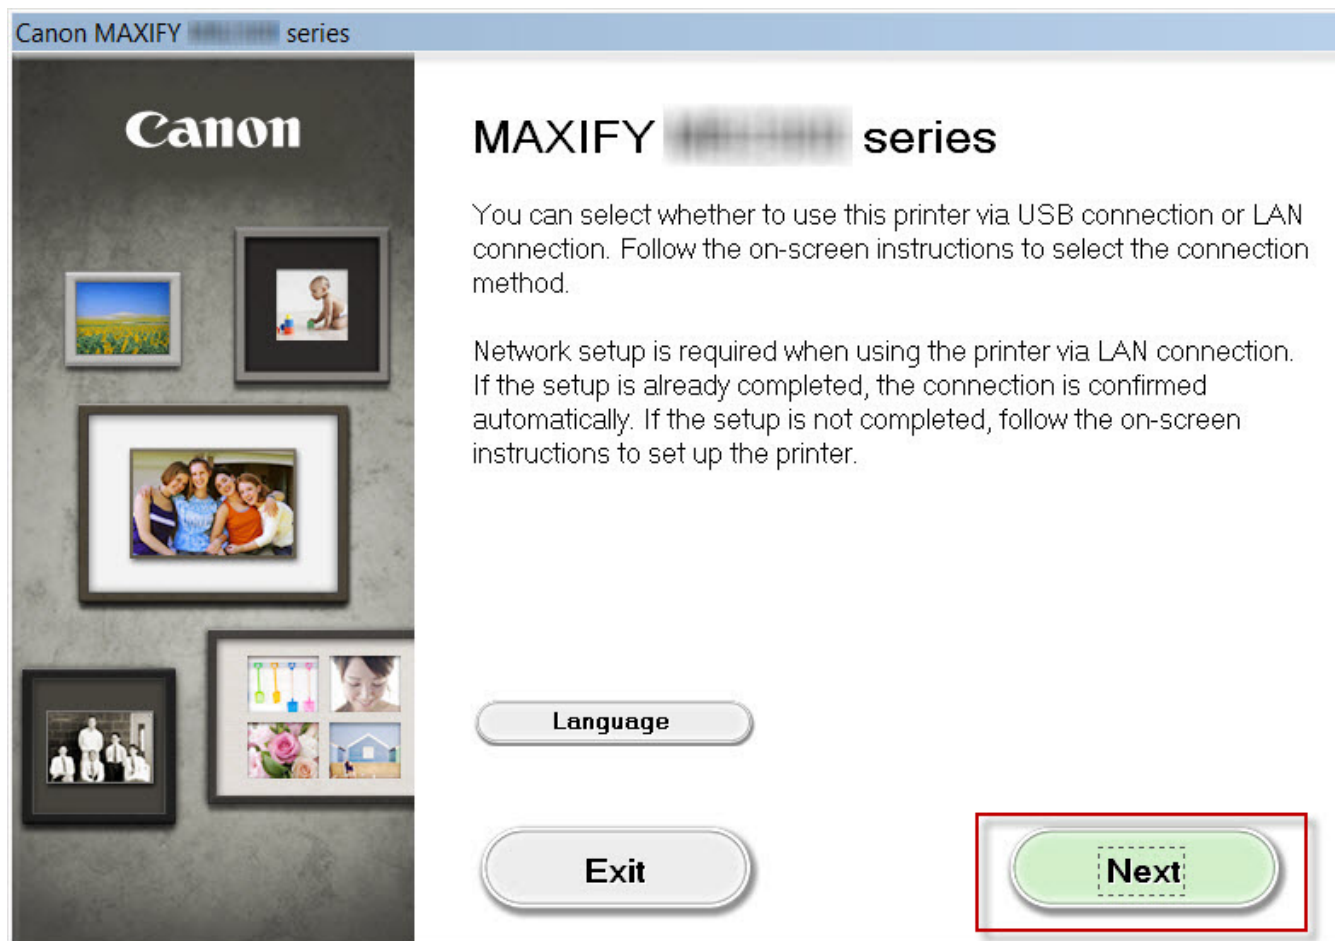 Canon MAXIFY series
Canon
MAXIFY series
You can select whether to use this printer via USB connection or LAN
connection. Follow the on-screen instructions to select the connection
method.
Network setup is required when using the printer via LAN connection.
If the setup is already completed, the connection is confirmed
automatically. If the setup is not completed, follow the on-screen
instructions to set up the printer.
Language
Exit
Next